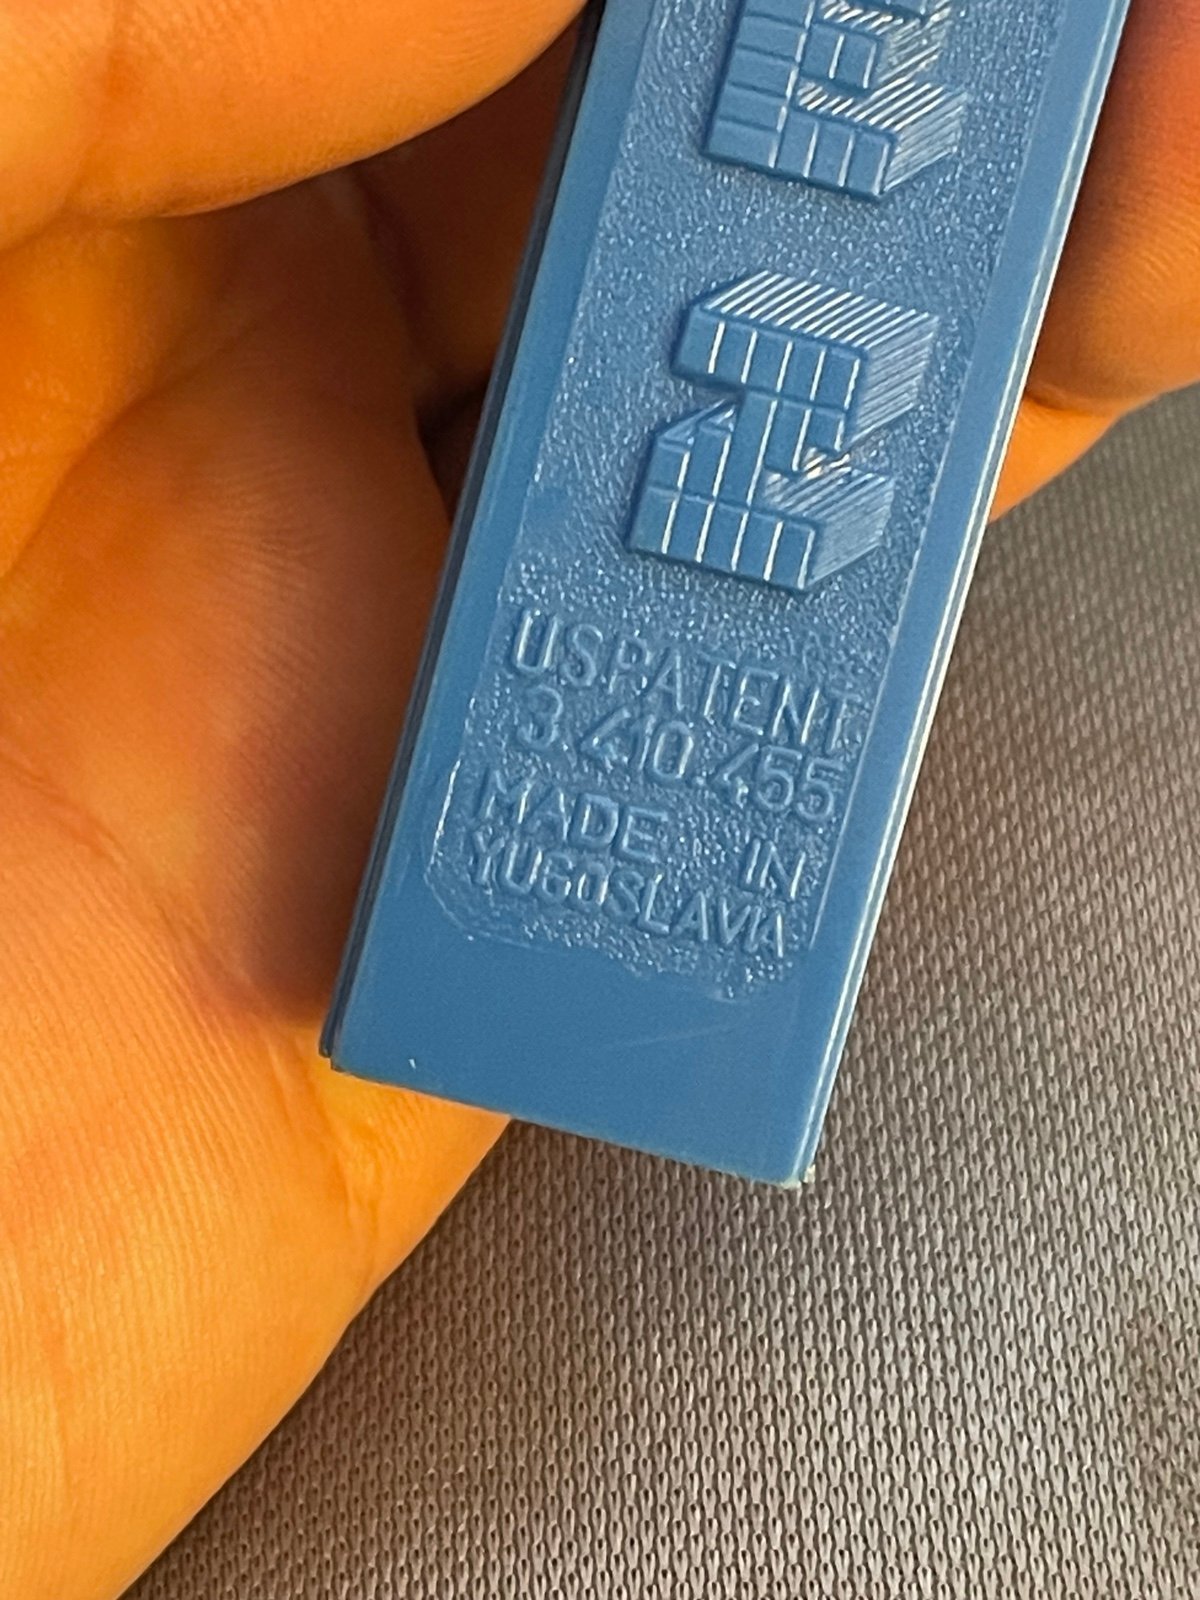 E
Z
US PATENT
3.410.455
MADE IN
YUGOSLAVIA